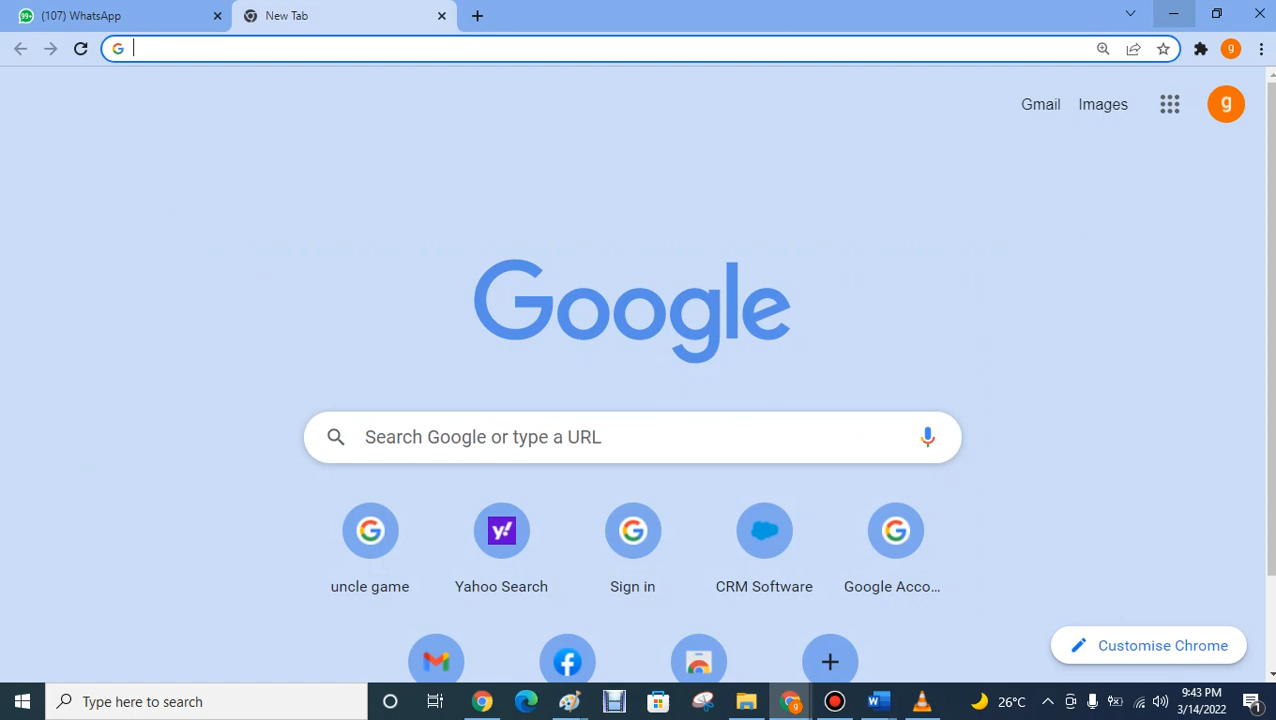 (107) WhatsApp
New Tab
Gmail Images
g
g
Google
Search Google or type a URL
uncle game
Yahoo Search
Sign in
CRM Software
Google Acco...
Customise Chrome
Type here to search
26°C
9:43 PM
3/14/2022